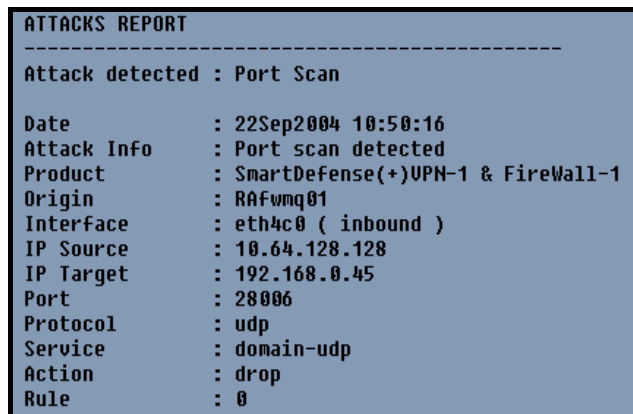 ATTACKS REPORT
----------------------------------------------
Attack detected : Port Scan
Date : 22Sep2004 10:50:16
Attack Info : Port scan detected
Product : SmartDefense(+)VPN-1 & FireWall-1
Origin : RAfwmq01
Interface : eth4c0 ( inbound )
IP Source : 10.64.128.128
IP Target : 192.168.0.45
Port : 28006
Protocol : udp
Service : domain-udp
Action : drop
Rule : 0